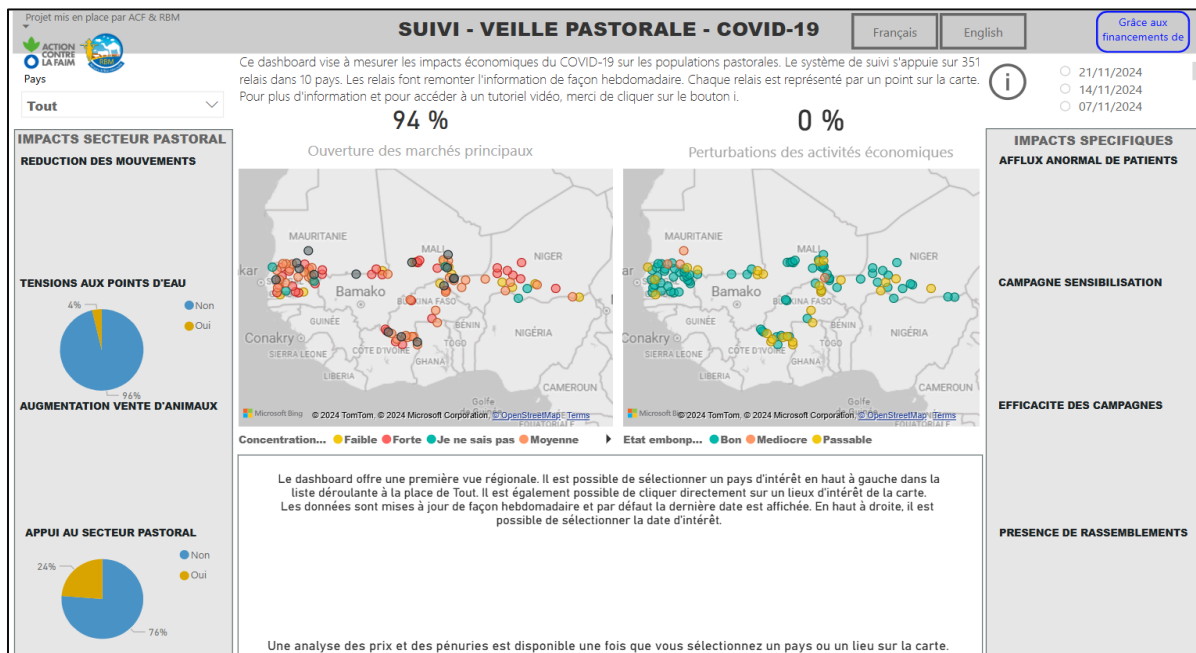 Projet mis en place par ACF & RBM
SUIVI - VEILLE PASTORALE - COVID-19
Français
English
Grâce aux
financements de
ACTION
CONTRE
LA FAIM
RBM
Pays
Tout
Ce dashboard vise à mesurer les impacts économiques du COVID-19 sur les populations pastorales. Le système de suivi s'appuie sur 351
relais dans 10 pays. Les relais font remonter l'information de façon hebdomadaire. Chaque relais est représenté par un point sur la carte.
Pour plus d'information et pour accéder à un tutoriel vidéo, merci de cliquer sur le bouton i.
i
21/11/2024
14/11/2024
07/11/2024
94 %
Ouverture des marchés principaux
0 %
Perturbations des activités économiques
IMPACTS SECTEUR PASTORAL
REDUCTION DES MOUVEMENTS
TENSIONS AUX POINTS D'EAU
4%
96%
Non
Oui
AUGMENTATION VENTE D'ANIMAUX
APPUI AU SECTEUR PASTORAL
24%
76%
Non
Oui
MAURITANIE
MALI
NIGER
kar
Bamako
BURKINA FASO
GUINÉE
BÉNIN
NIGÉRIA
Conakry
SIERRA LEONE
CÔTE D'IVOIRE
TOGO
GHANA
LIBERIA
CAMEROUN
Golfe
de Guinée
ÉQUATORIALE
Microsoft Bing
© 2024 TomTom, © 2024 Microsoft Corporation, © OpenStreetMap Terms
Concentration... Faible Forte Je ne sais pas Moyenne
MAURITANIE
MALI
NIGER
ar
Bamako
BURKINA FASO
GUINÉE
BÉNIN
NIGÉRIA
Conakry
SIERRA LEONE
CÔTE D'IVOIRE
TOGO
GHANA
LIBERIA
CAMEROUN
Golfe
ÉQUATORIALE
Microsoft Bing
© 2024 TomTom, © 2024 Microsoft Corporation, © OpenStreetMap Terms
Etat embonp... Bon Mediocre Passable
Le dashboard offre une première vue régionale. Il est possible de sélectionner un pays d'intérêt en haut à gauche dans la
liste déroulante à la place de Tout. Il est également possible de cliquer directement sur un lieux d'intérêt de la carte.
Les données sont mises à jour de façon hebdomadaire et par défaut la dernière date est affichée. En haut à droite, il est
possible de sélectionner la date d'intérêt.
Une analyse des prix et des pénuries est disponible une fois que vous sélectionnez un pays ou un lieu sur la carte.
IMPACTS SPECIFIQUES
AFFLUX ANORMAL DE PATIENTS
CAMPAGNE SENSIBILISATION
EFFICACITE DES CAMPAGNES
PRESENCE DE RASSEMBLEMENTS